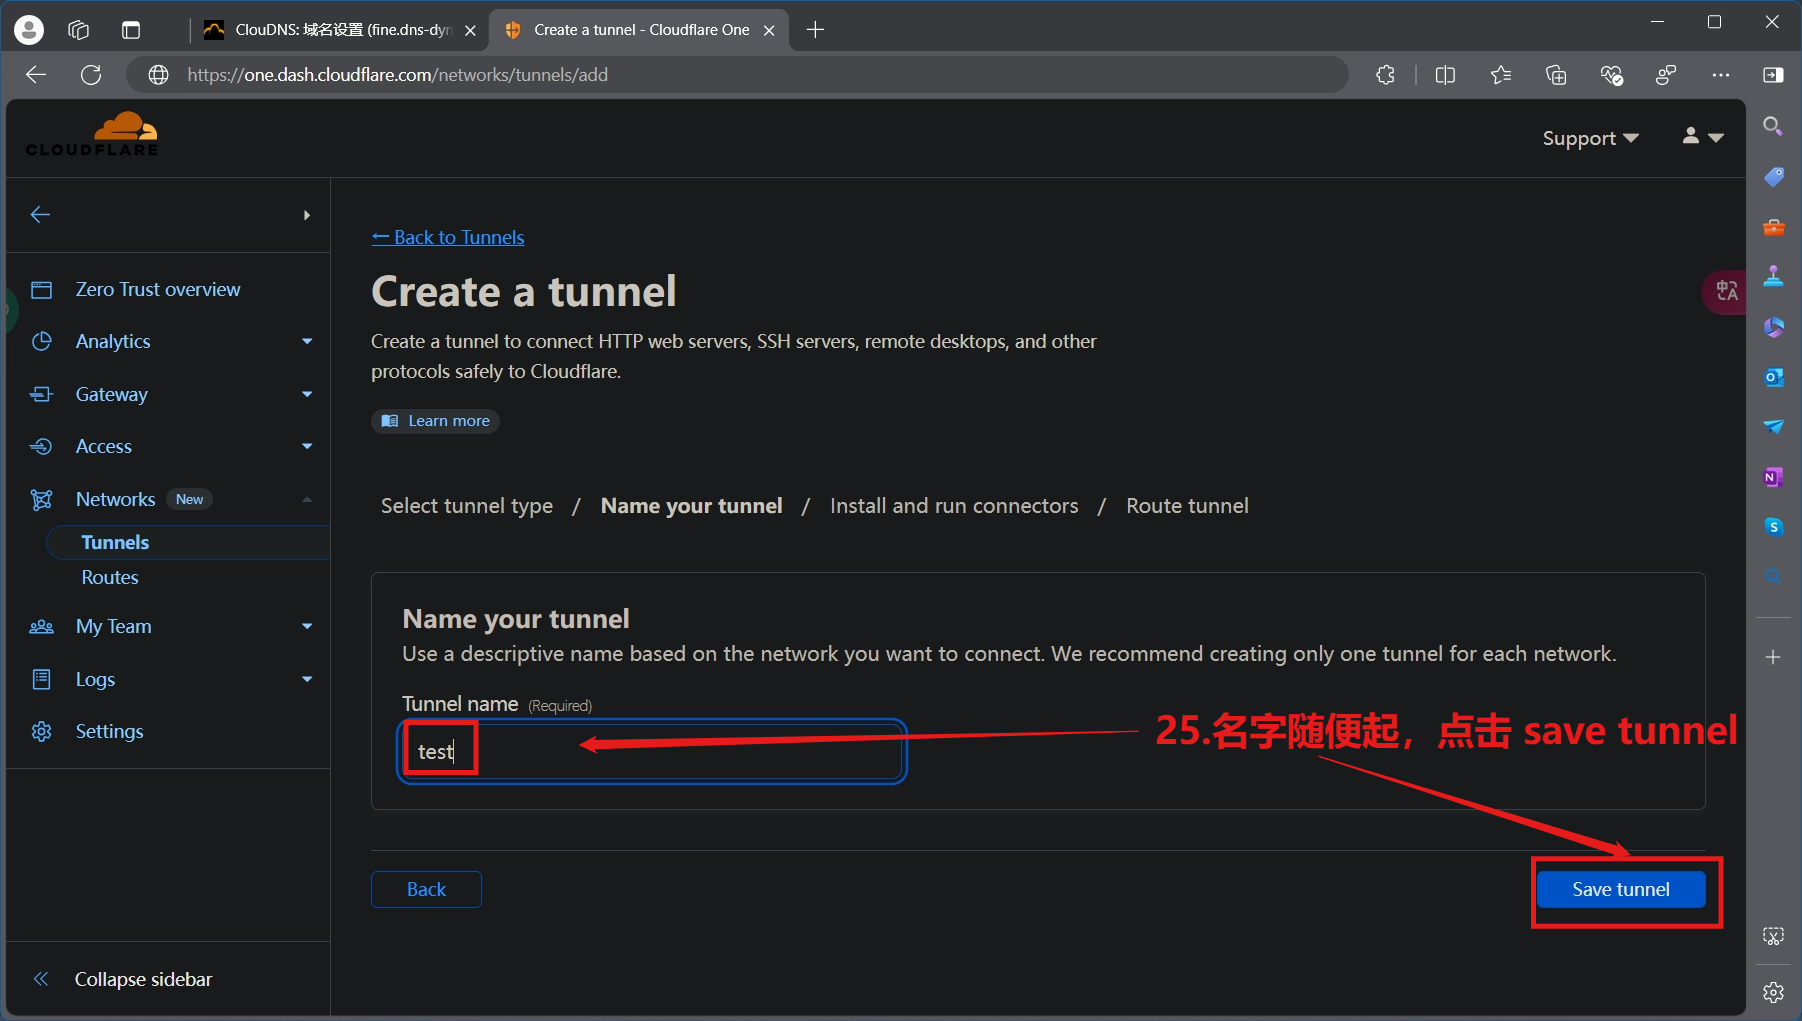 ClouDNS: 域名设置 (fine.dns-dyn
Create a tunnel - Cloudflare One
https://one.dash.cloudflare.com/networks/tunnels/add
CLOUDFLARE
Support
Zero Trust overview
Analytics
Gateway
Access
Networks New
Tunnels
Routes
My Team
Logs
Settings
Collapse sidebar
← Back to Tunnels
Create a tunnel
Create a tunnel to connect HTTP web servers, SSH servers, remote desktops, and other
protocols safely to Cloudflare.
Learn more
Select tunnel type / Name your tunnel / Install and run connectors / Route tunnel
Name your tunnel
Use a descriptive name based on the network you want to connect. We recommend creating only one tunnel for each network.
Tunnel name (Required)
test
25.名字随便起，点击 save tunnel
Back
Save tunnel